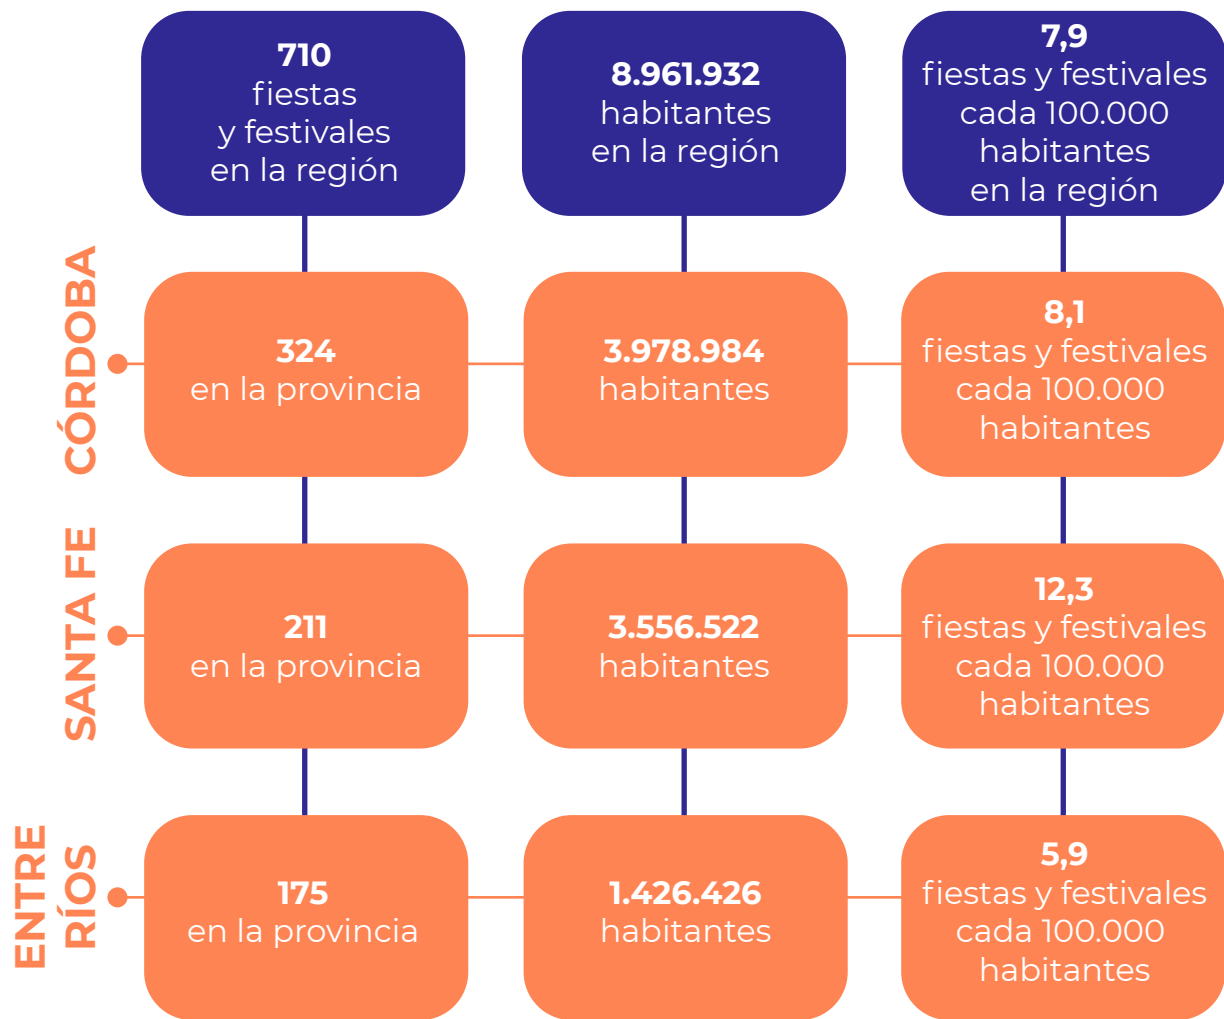 710
fiestas
y festivales
en la región
8.961.932
habitantes
en la región
7,9
fiestas y festivales
cada 100.000
habitantes
en la región
CÓRDOBA
324
en la provincia
3.978.984
habitantes
8,1
fiestas y festivales
cada 100.000
habitantes
SANTA FE
211
en la provincia
3.556.522
habitantes
12,3
fiestas y festivales
cada 100.000
habitantes
ENTRE
RÍOS
175
en la provincia
1.426.426
habitantes
5,9
fiestas y festivales
cada 100.000
habitantes